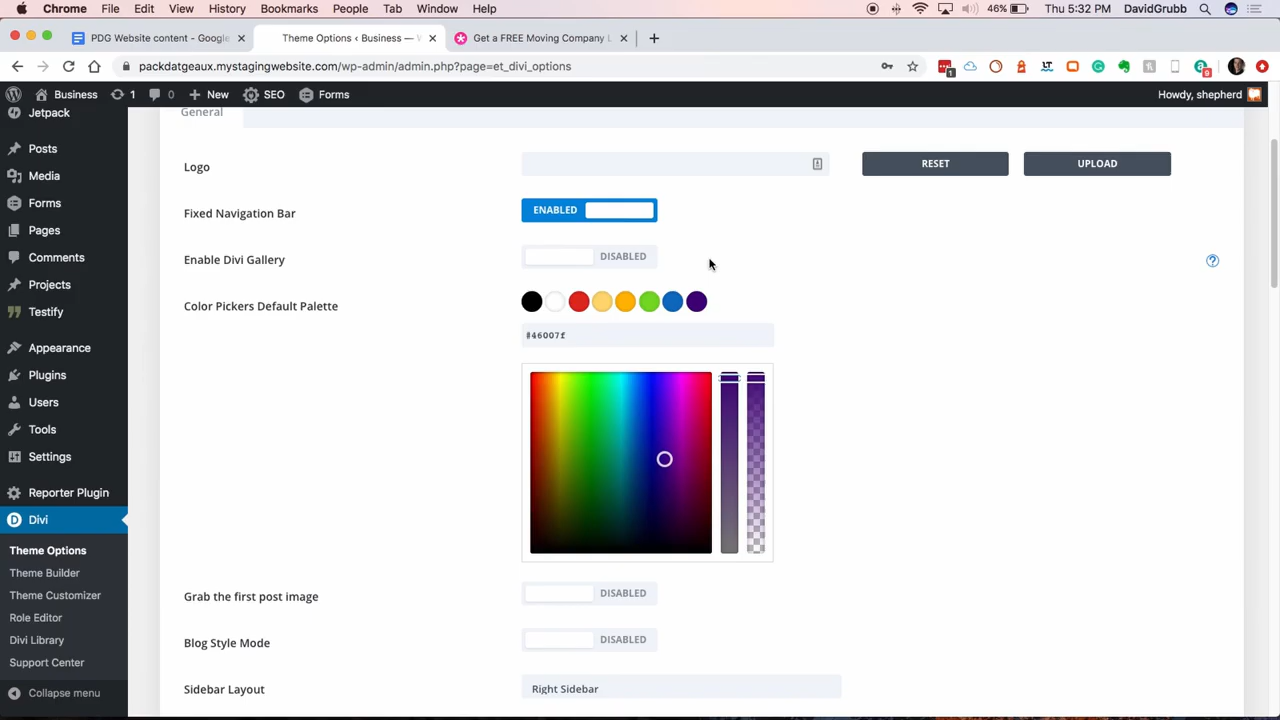 Chrome File Edit View History Bookmarks People Tab Window Help 46% Thu 5:32 PM DavidGrubb
PDG Website content - Google
Theme Options ‹ Business — W
Get a FREE Moving Company L
packdatgeaux.mystagingwebsite.com/wp-admin/admin.php?page=et_divi_options
Business 1 0 New SEO Forms Howdy, shepherd
Jetpack
Posts
Media
Forms
Pages
Comments
Projects
Testify
Appearance
Plugins
Users
Tools
Settings
Reporter Plugin
Divi
Theme Options
Theme Builder
Theme Customizer
Role Editor
Divi Library
Support Center
Collapse menu
General
Logo
RESET
UPLOAD
Fixed Navigation Bar
ENABLED
Enable Divi Gallery
DISABLED
Color Pickers Default Palette
#46007f
Grab the first post image
DISABLED
Blog Style Mode
DISABLED
Sidebar Layout
Right Sidebar